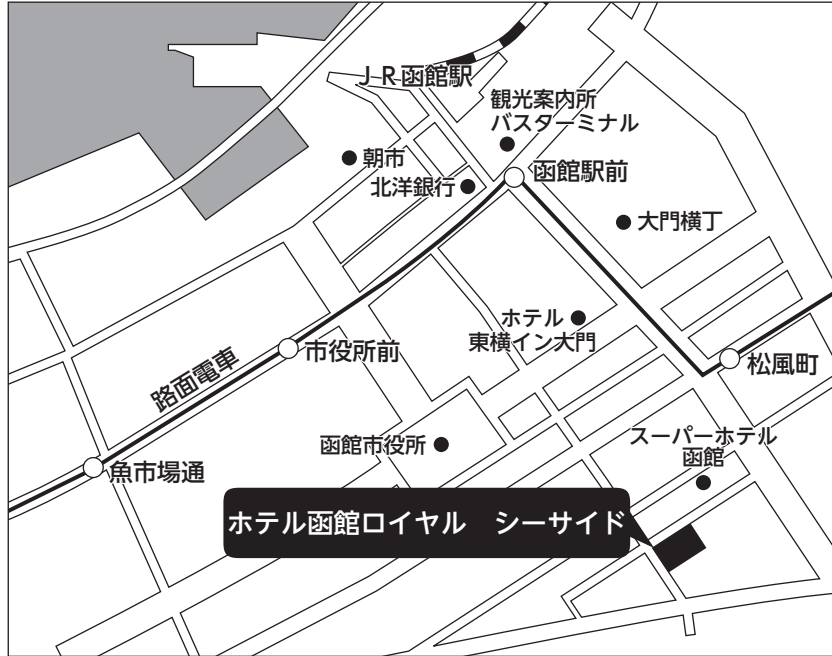 JR函館駅
観光案内所
バスターミナル
朝市
北洋銀行
函館駅前
大門横丁
ホテル
東横イン大門
市役所前
松風町
路面電車
スーパーホテル
函館
函館市役所
魚市場通
ホテル函館ロイヤル　シーサイド